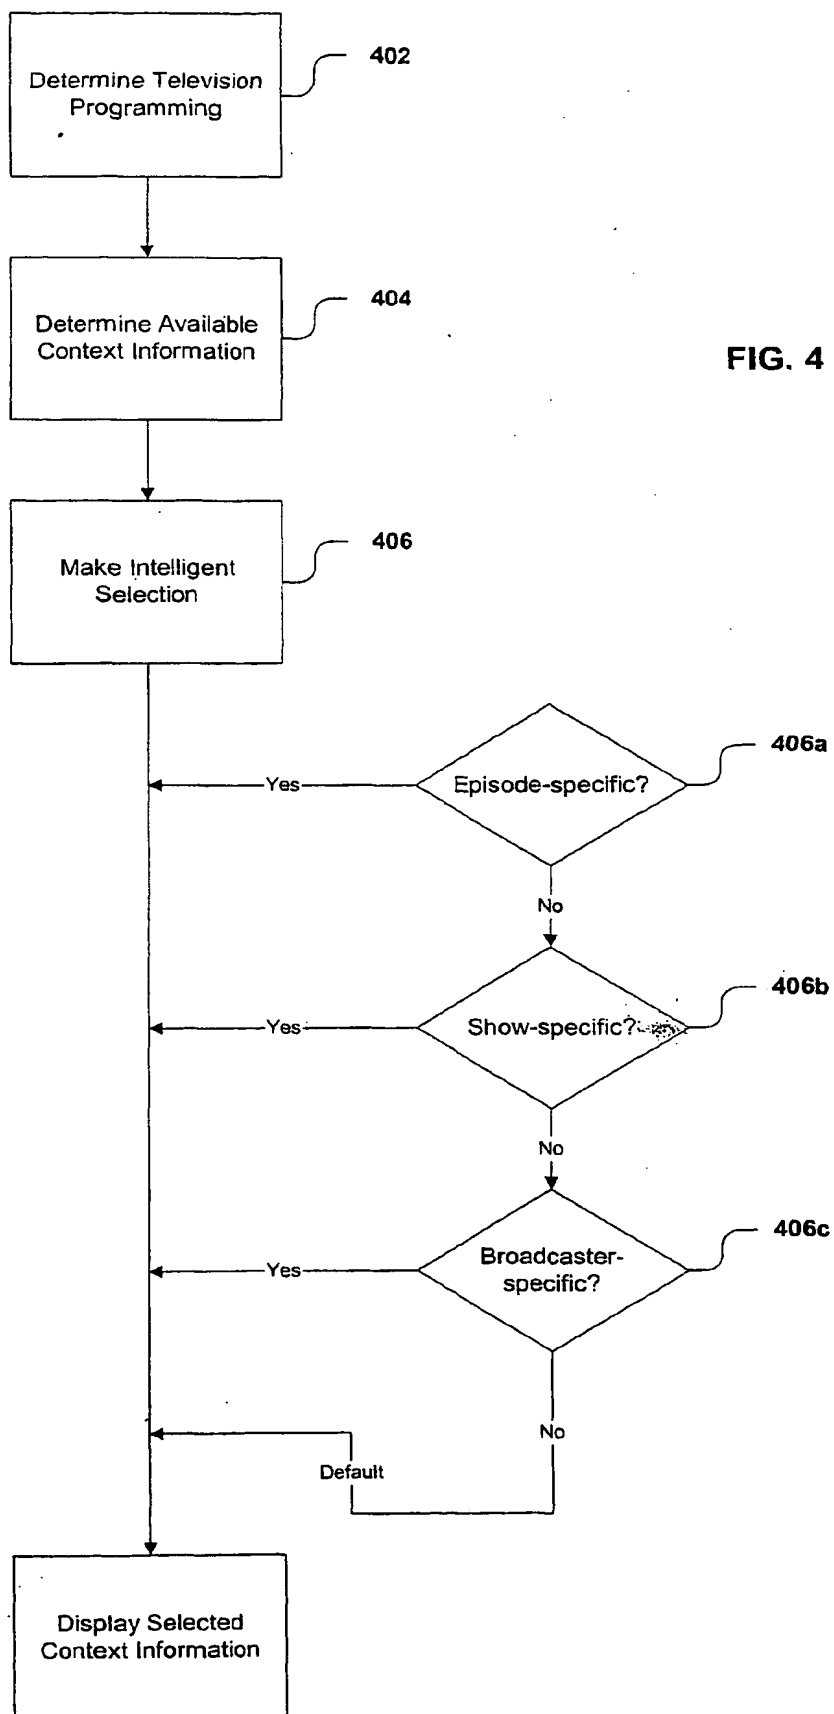 402
Determine Television
Programming
404
Determine Available
Context Information
FIG. 4
406
Make Intelligent
Selection
406a
Episode-specific?
Yes
No
406b
Show-specific?
Yes
No
406c
Broadcaster-
specific?
Yes
No
Default
Display Selected
Context Information